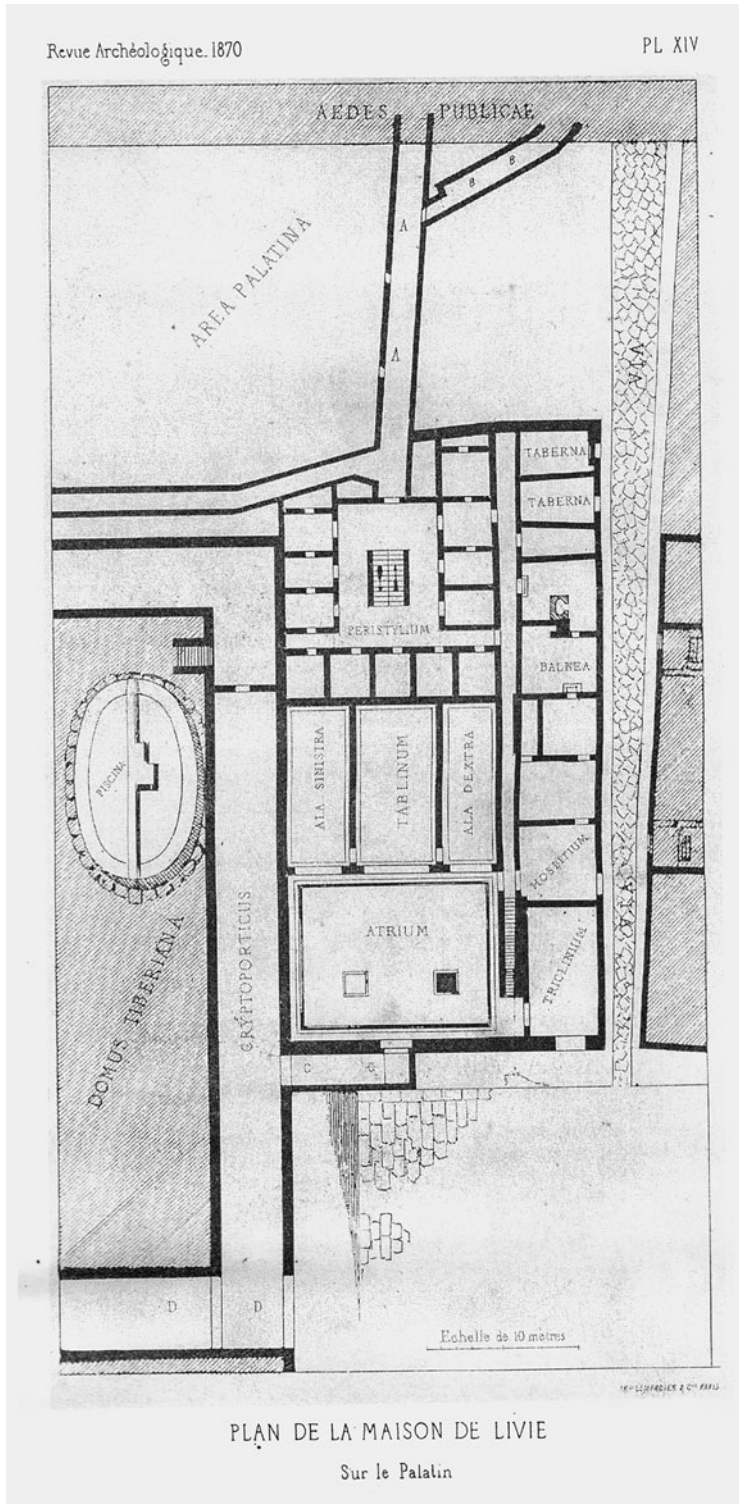 Revue Archéologique_1870
PL XIV
AEDES PUBLICAE
B B
A
AREA PALATINA
VIA
A
TABERNA
TABERNA
C
PERISTYLIUM
BALNEA
PISCINA
ALA SINISTRA
TABLINUM
ALA DEXTRA
HOSPITIUM
VIA
ATRIUM
TRICLINIUM
CRYPTOPORTICUS
DOMUS TIBERIANA
C C
D D
Echelle de 10 mètres
PLAN DE LA MAISON DE LIVIE
Sur le Palatin